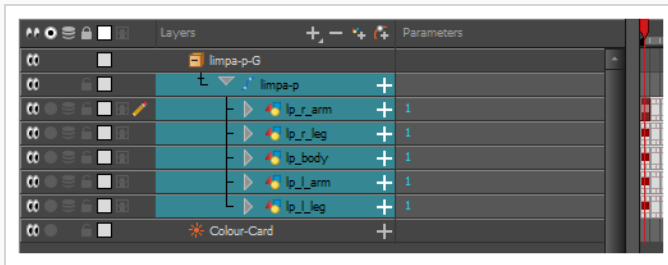 Layers Parameters
limpa-p-G
limpa-p
lp_r_arm 1
lp_r_leg 1
lp_body 1
lp_l_arm 1
lp_l_leg 1
Colour-Card